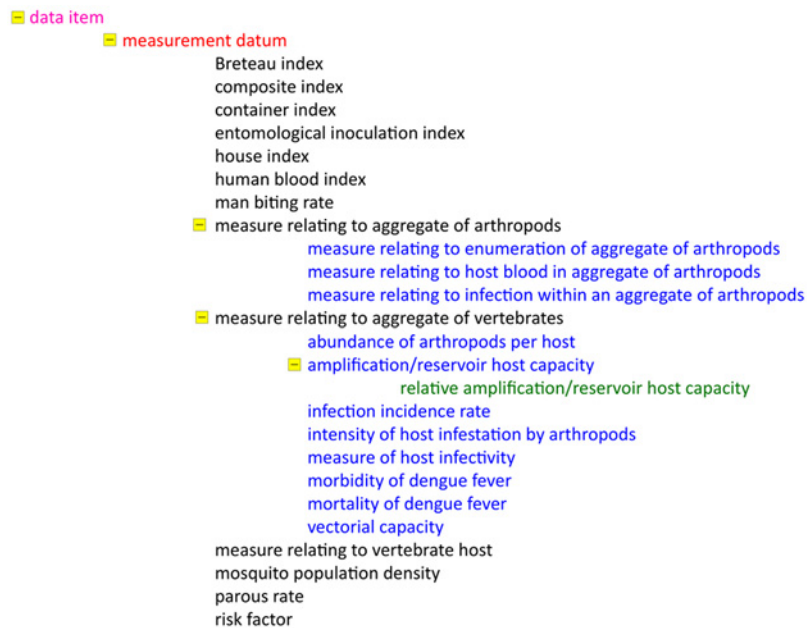 data item
measurement datum
Breteau index
composite index
container index
entomological inoculation index
house index
human blood index
man biting rate
measure relating to aggregate of arthropods
measure relating to enumeration of aggregate of arthropods
measure relating to host blood in aggregate of arthropods
measure relating to infection within an aggregate of arthropods
measure relating to aggregate of vertebrates
abundance of arthropods per host
amplification/reservoir host capacity
relative amplification/reservoir host capacity
infection incidence rate
intensity of host infestation by arthropods
measure of host infectivity
morbidity of dengue fever
mortality of dengue fever
vectorial capacity
measure relating to vertebrate host
mosquito population density
parous rate
risk factor